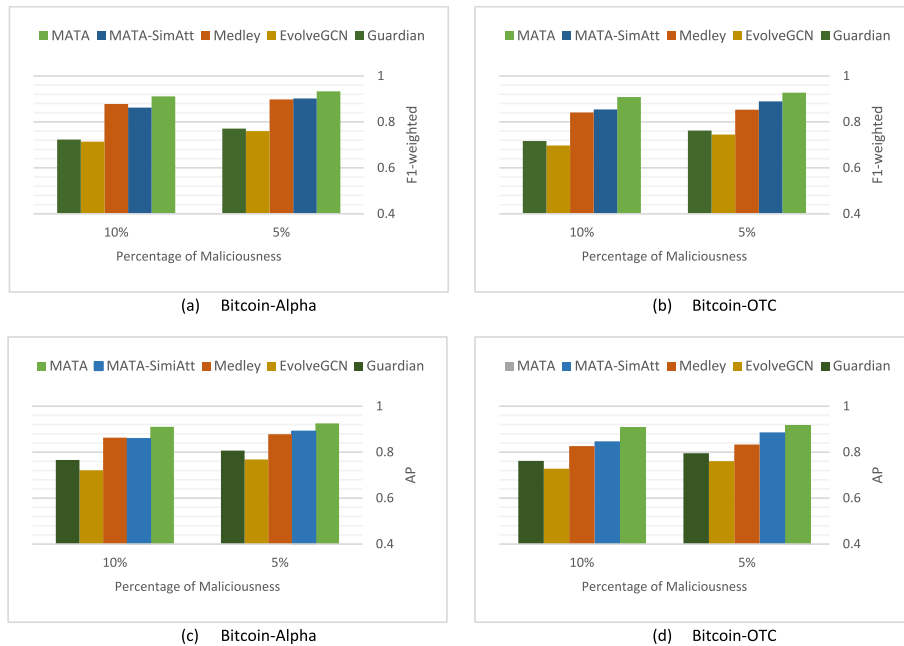 MATA MATA-SimAtt Medley EvolveGCN Guardian
1
0.8
0.6
0.4
F1-weighted
10% 5%
Percentage of Maliciousness
(a) Bitcoin-Alpha
MATA MATA-SimAtt Medley EvolveGCN Guardian
1
0.8
0.6
0.4
F1-weighted
10% 5%
Percentage of Maliciousness
(b) Bitcoin-OTC
MATA MATA-SimiAtt Medley EvolveGCN Guardian
1
0.8
0.6
0.4
AP
10% 5%
Percentage of Maliciousness
(c) Bitcoin-Alpha
MATA MATA-SimAtt Medley EvolveGCN Guardian
1
0.8
0.6
0.4
AP
10% 5%
Percentage of Maliciousness
(d) Bitcoin-OTC